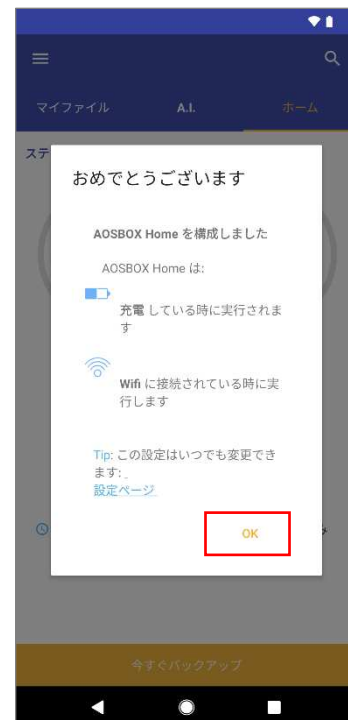 マイファイル A.I. ホーム
ステ
おめでとうございます
AOSBOX Home を構成しました
AOSBOX Home は:
充電 している時に実行されま
す
Wifi に接続されている時に実
行します
Tip: この設定はいつでも変更でき
ます:
設定ページ
OK
み
今すぐバックアップ